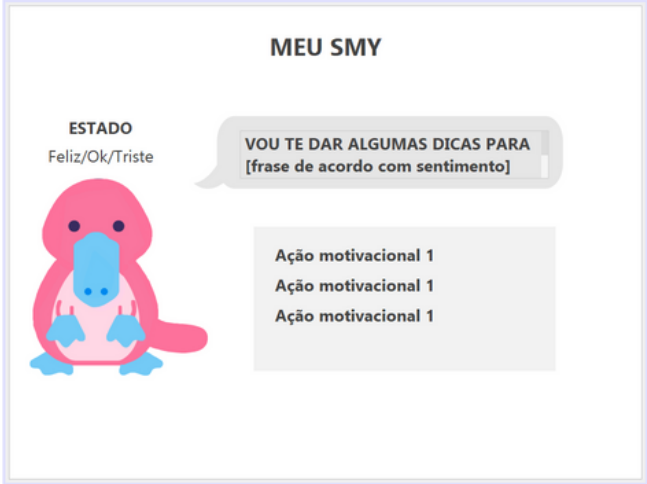 MEU SMY
ESTADO
Feliz/Ok/Triste
VOU TE DAR ALGUMAS DICAS PARA
[frase de acordo com sentimento]
Ação motivacional 1
Ação motivacional 1
Ação motivacional 1